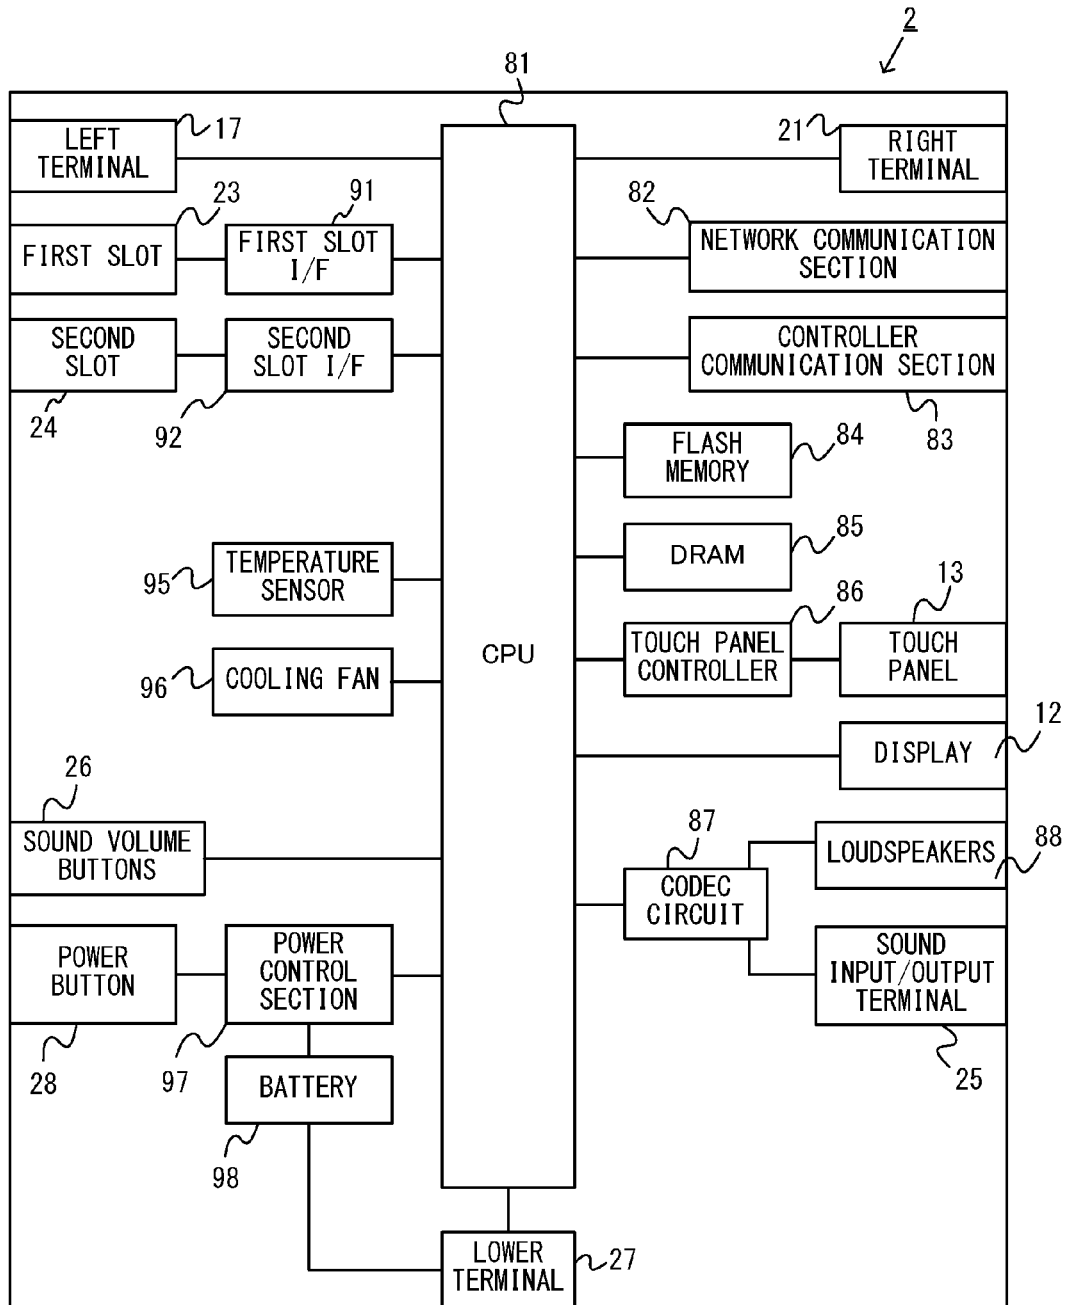 2
81
LEFT
TERMINAL
17
21
RIGHT
TERMINAL
23
91
82
FIRST SLOT
FIRST SLOT
I/F
NETWORK COMMUNICATION
SECTION
SECOND
SLOT
SECOND
SLOT I/F
CONTROLLER
COMMUNICATION SECTION
24
92
83
FLASH
MEMORY
84
TEMPERATURE
SENSOR
95
DRAM
85
CPU
86
13
COOLING FAN
96
TOUCH PANEL
CONTROLLER
TOUCH
PANEL
DISPLAY
12
26
SOUND VOLUME
BUTTONS
87
LOUDSPEAKERS
88
CODEC
CIRCUIT
POWER
BUTTON
POWER
CONTROL
SECTION
SOUND
INPUT/OUTPUT
TERMINAL
28
97
25
BATTERY
98
LOWER
TERMINAL
27